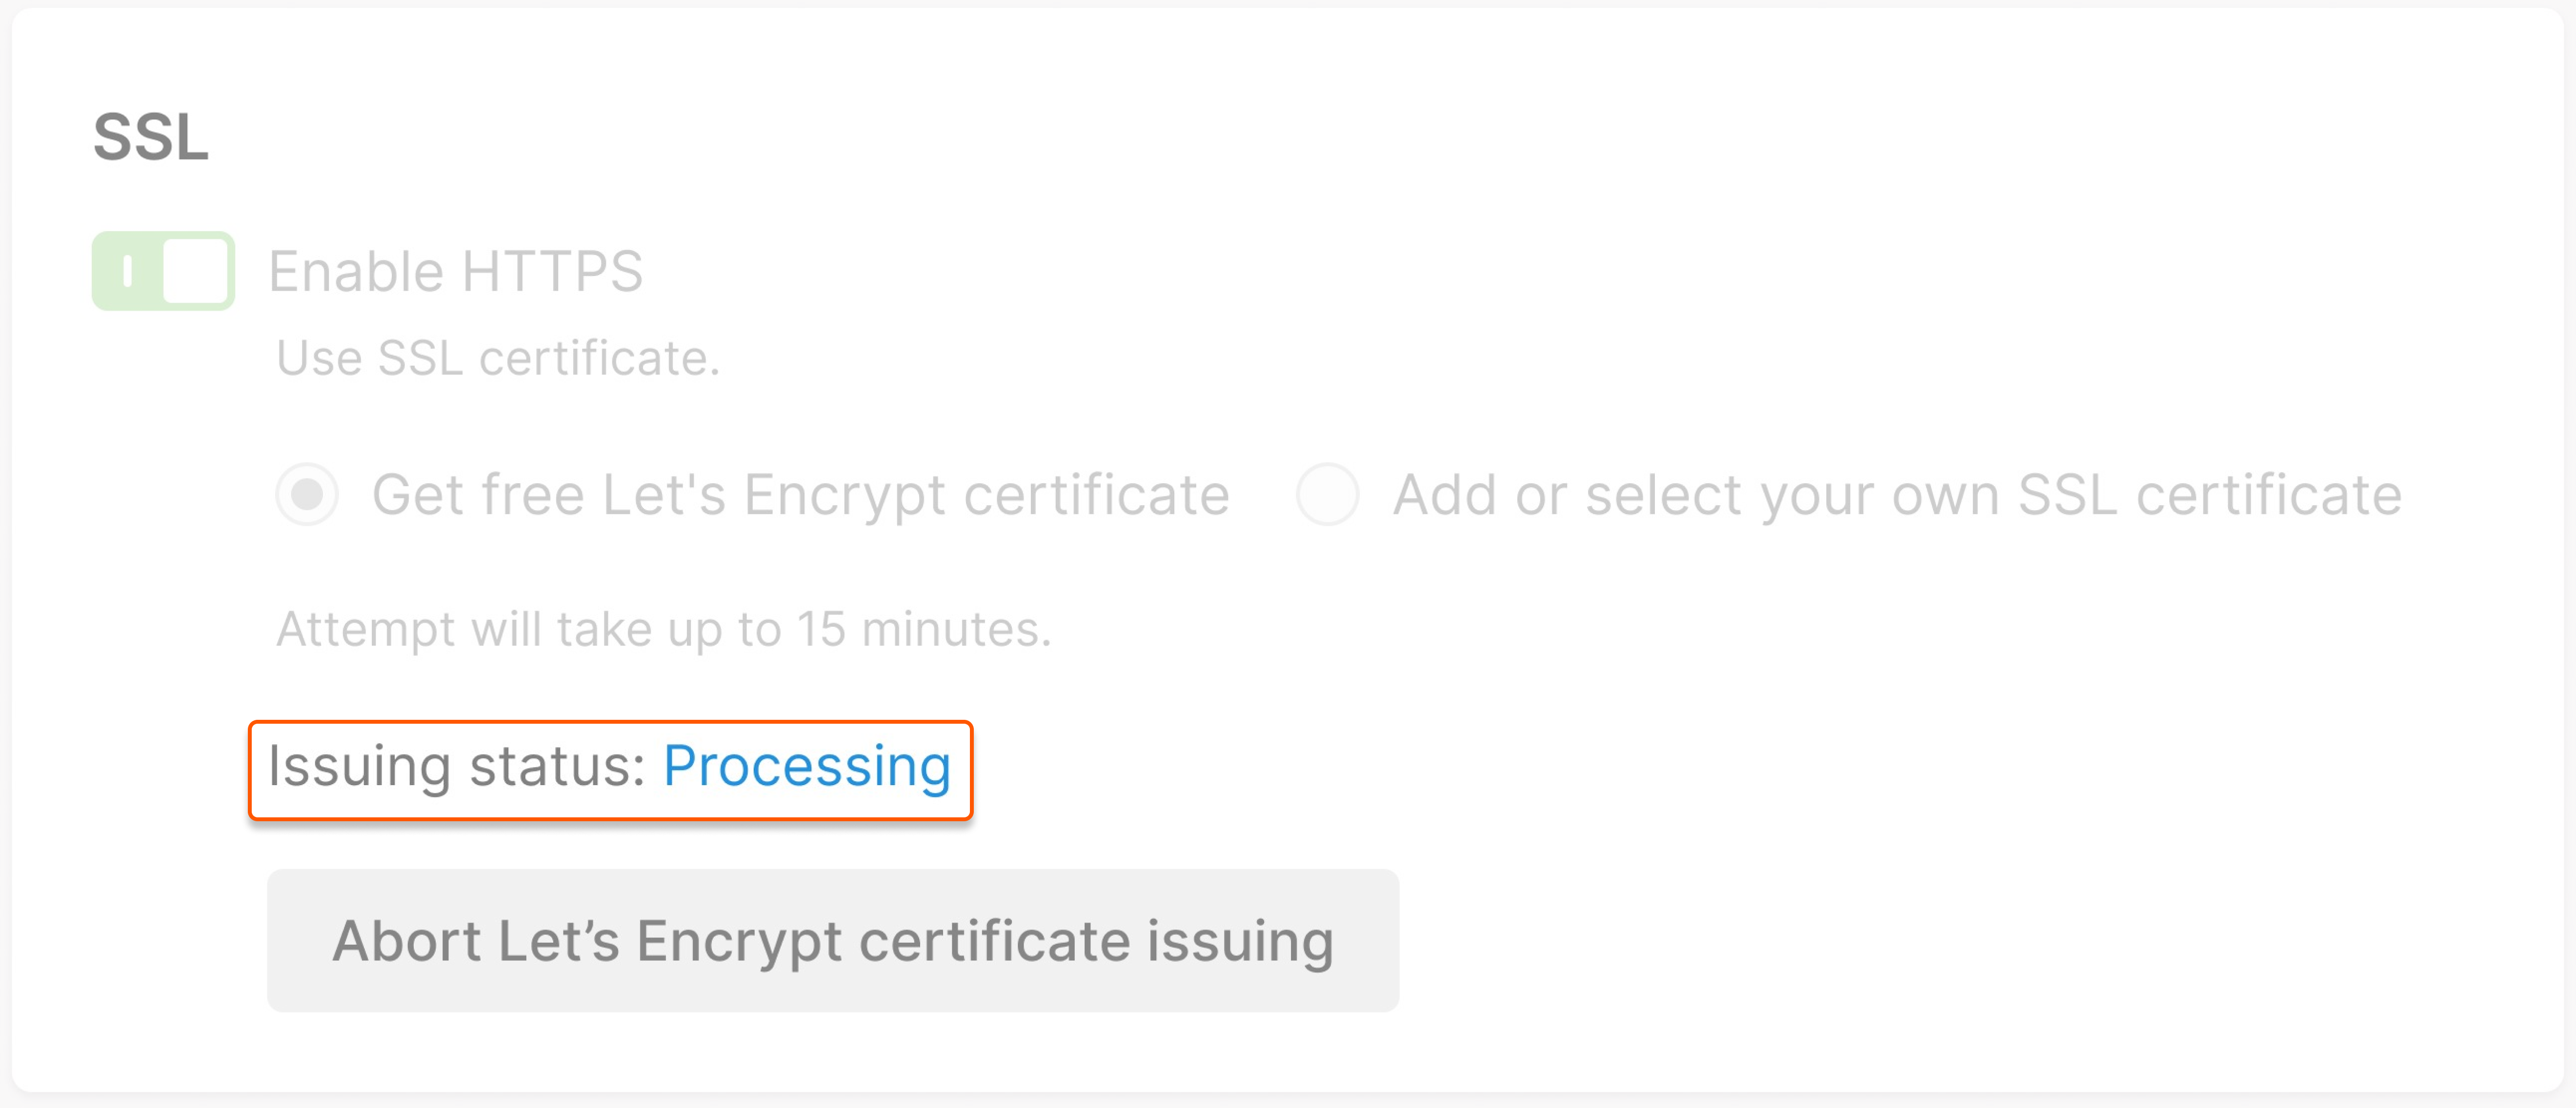 SSL
Enable HTTPS
Use SSL certificate.
Get free Let's Encrypt certificate Add or select your own SSL certificate
Attempt will take up to 15 minutes.
Issuing status: Processing
Abort Let’s Encrypt certificate issuing